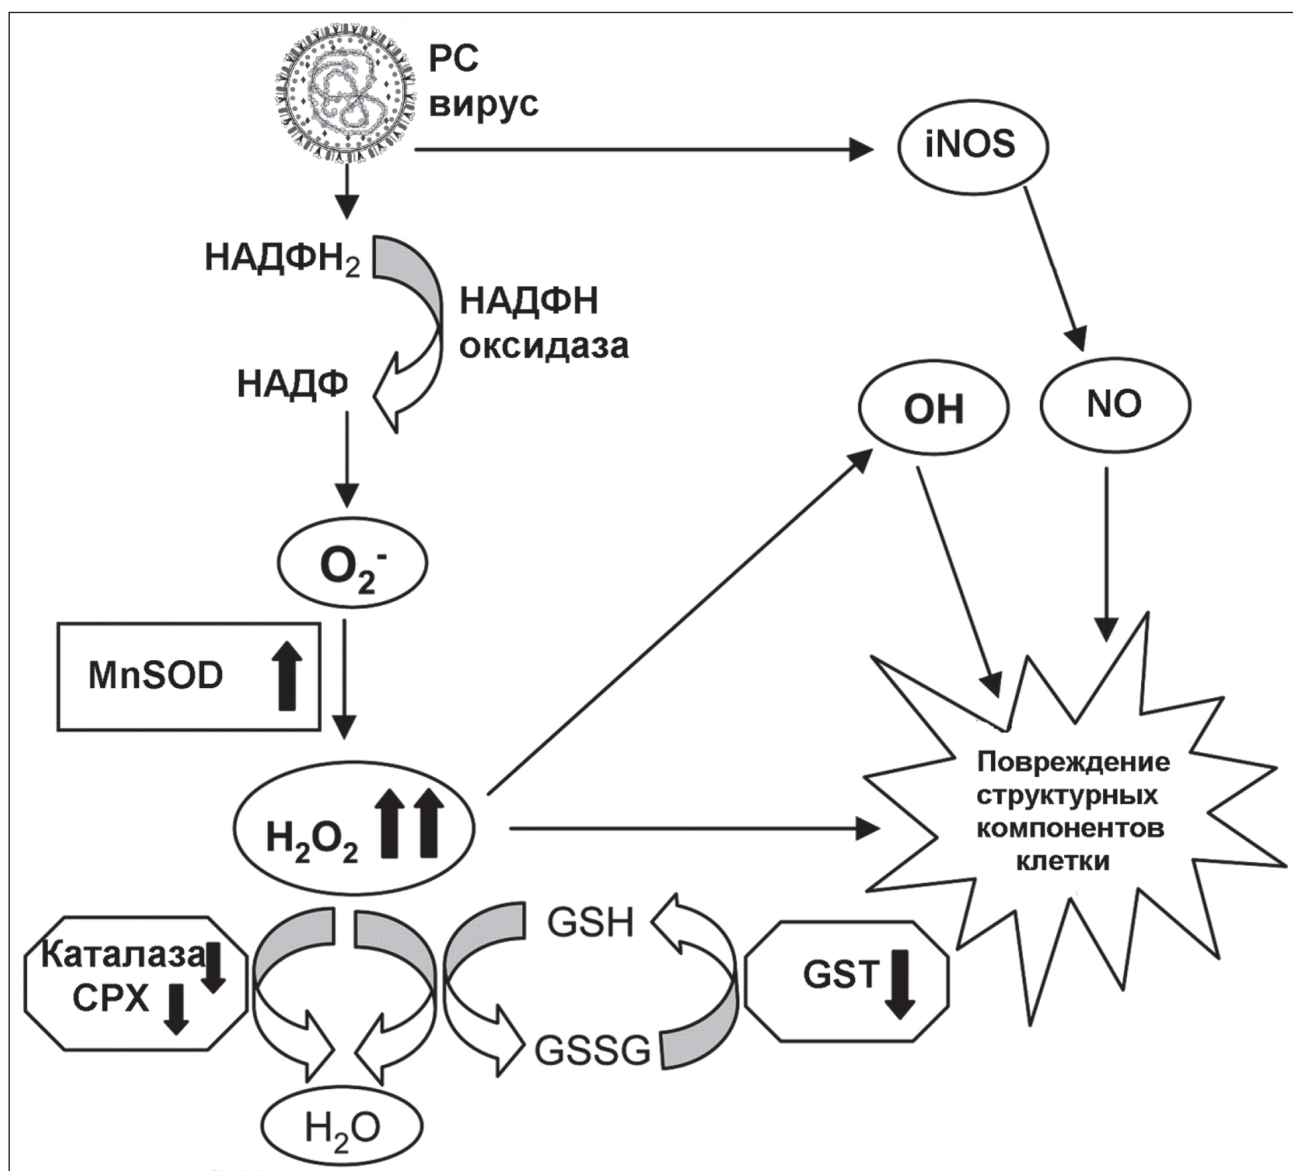 РС
вирус
iNOS
НАДФН₂
НАДФН
оксидаза
НАДФ
OH
NO
O₂⁻
MnSOD
H₂O₂
Повреждение
структурных
компонентов
клетки
Каталаза
CPX
GSH
GST
GSSG
H₂O